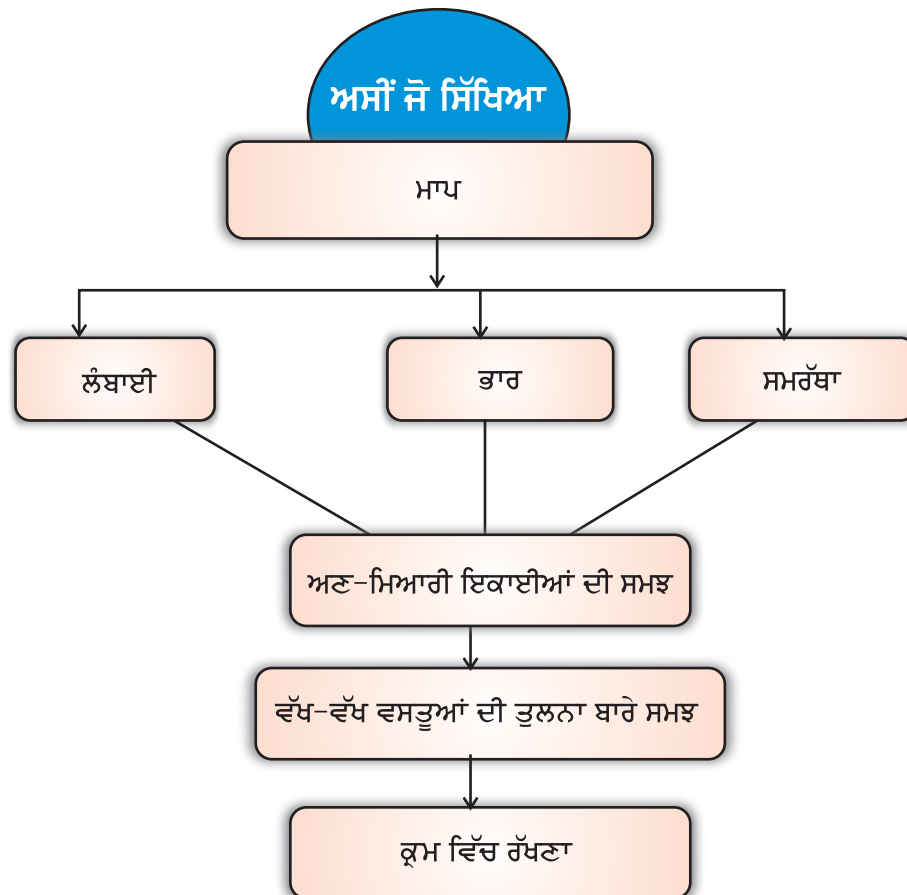 ਅਸੀਂ ਜੋ ਸਿੱਖਿਆ
ਮਾਪ
ਲੰਬਾਈ
ਭਾਰ
ਸਮਰੱਥਾ
ਅਣ-ਮਿਆਰੀ ਇਕਾਈਆਂ ਦੀ ਸਮਝ
ਵੱਖ-ਵੱਖ ਵਸਤੂਆਂ ਦੀ ਤੁਲਨਾ ਬਾਰੇ ਸਮਝ
ਕ੍ਰਮ ਵਿੱਚ ਰੱਖਣਾ